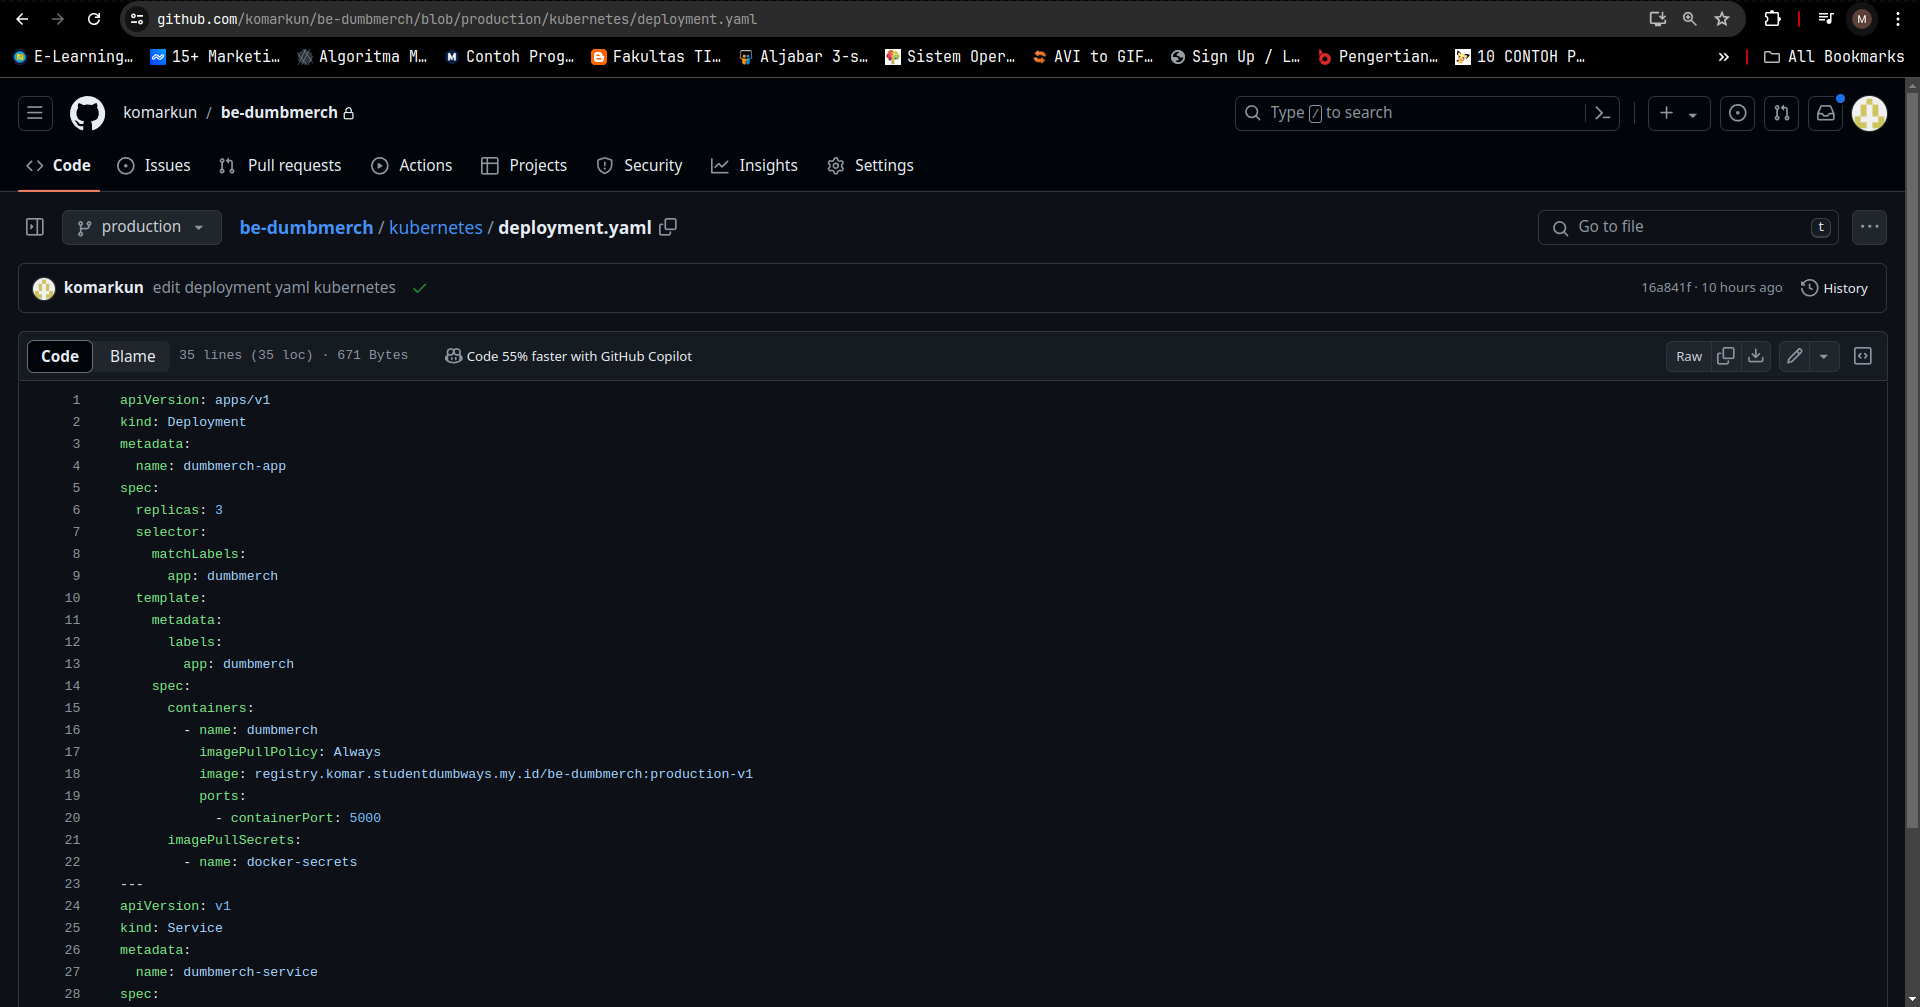 github.com/komarkun/be-dumbmerch/blob/production/kubernetes/deployment.yaml
M
E-Learning… 15+ Marketi… Algoritma M… Contoh Prog… Fakultas TI… Aljabar 3-s… Sistem Oper… AVI to GIF… Sign Up / L… Pengertian… 10 CONTOH P… » All Bookmarks
komarkun / be-dumbmerch
Type / to search
Code Issues Pull requests Actions Projects Security Insights Settings
production be-dumbmerch / kubernetes / deployment.yaml Go to file t
komarkun edit deployment yaml kubernetes 16a841f · 10 hours ago History
Code Blame 35 lines (35 loc) · 671 Bytes Code 55% faster with GitHub Copilot Raw
1 apiVersion: apps/v1
2 kind: Deployment
3 metadata:
4   name: dumbmerch-app
5 spec:
6   replicas: 3
7   selector:
8     matchLabels:
9       app: dumbmerch
10   template:
11     metadata:
12       labels:
13         app: dumbmerch
14     spec:
15       containers:
16         - name: dumbmerch
17           imagePullPolicy: Always
18           image: registry.komar.studentdumbways.my.id/be-dumbmerch:production-v1
19           ports:
20             - containerPort: 5000
21       imagePullSecrets:
22         - name: docker-secrets
23 ---
24 apiVersion: v1
25 kind: Service
26 metadata:
27   name: dumbmerch-service
28 spec: